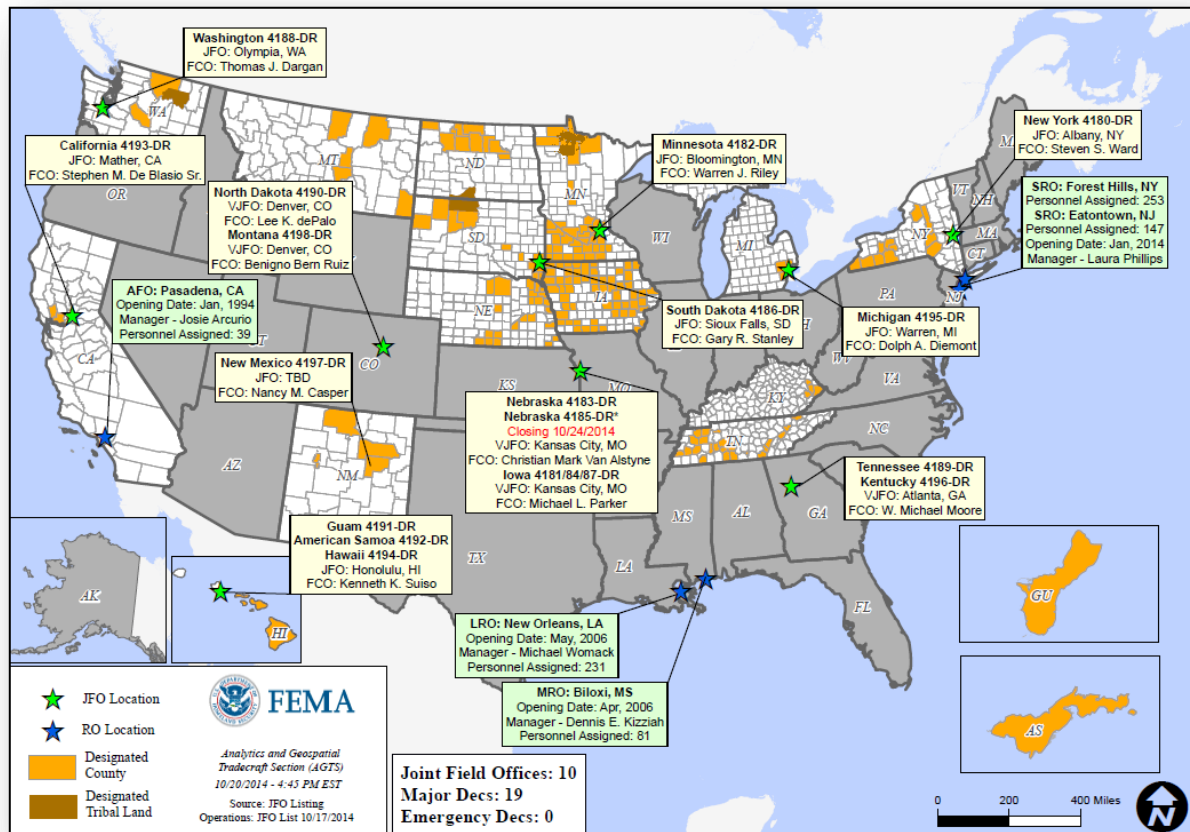 Washington 4188-DR
JFO: Olympia, WA
FCO: Thomas J. Dargan
California 4193-DR
JFO: Mather, CA
FCO: Stephen M. De Blasio Sr.
North Dakota 4190-DR
VJFO: Denver, CO
FCO: Lee K. dePalo
Montana 4198-DR
VJFO: Denver, CO
FCO: Benigno Bern Ruiz
Minnesota 4182-DR
JFO: Bloomington, MN
FCO: Warren J. Riley
New York 4180-DR
JFO: Albany, NY
FCO: Steven S. Ward
SRO: Forest Hills, NY
Personnel Assigned: 253
SRO: Eatontown, NJ
Personnel Assigned: 147
Opening Date: Jan, 2014
Manager - Laura Phillips
AFO: Pasadena, CA
Opening Date: Jan, 1994
Manager - Josie Arcurio
Personnel Assigned: 39
South Dakota 4186-DR
JFO: Sioux Falls, SD
FCO: Gary R. Stanley
Michigan 4195-DR
JFO: Warren, MI
FCO: Dolph A. Diemont
New Mexico 4197-DR
JFO: TBD
FCO: Nancy M. Casper
Nebraska 4183-DR
Nebraska 4185-DR*
Closing 10/24/2014
VJFO: Kansas City, MO
FCO: Christian Mark Van Alstyne
Iowa 4181/84/87-DR
VJFO: Kansas City, MO
FCO: Michael L. Parker
Tennessee 4189-DR
Kentucky 4196-DR
VJFO: Atlanta, GA
FCO: W. Michael Moore
Guam 4191-DR
American Samoa 4192-DR
Hawaii 4194-DR
JFO: Honolulu, HI
FCO: Kenneth K. Suiso
LRO: New Orleans, LA
Opening Date: May, 2006
Manager - Michael Womack
Personnel Assigned: 231
MRO: Biloxi, MS
Opening Date: Apr, 2006
Manager - Dennis E. Kizziah
Personnel Assigned: 81
WA
OR
MT
ND
MN
SD
WI
MI
NY
VT
NH
MA
CT
NJ
PA
IA
NE
CA
CO
KS
MO
KY
WV
VA
NC
TN
AZ
NM
TX
LA
MS
AL
GA
FL
AK
HI
GU
AS
JFO Location
RO Location
Designated
County
Designated
Tribal Land
FEMA
Analytics and Geospatial
Tradecraft Section (AGTS)
10/20/2014 - 4:45 PM EST
Source: JFO Listing
Operations: JFO List 10/17/2014
Joint Field Offices: 10
Major Decs: 19
Emergency Decs: 0
0 200 400 Miles
N